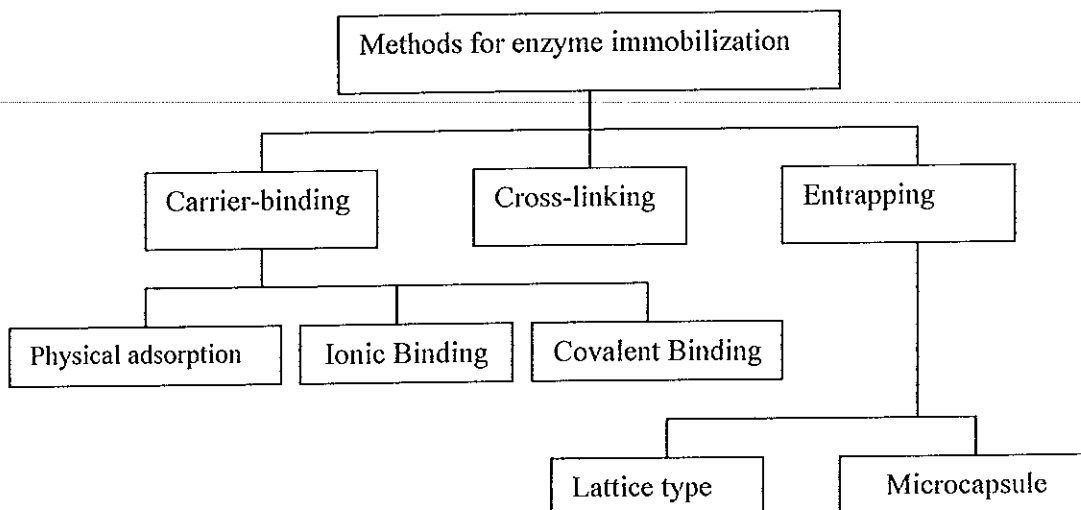 Methods for enzyme immobilization
Carrier-binding
Cross-linking
Entrapping
Physical adsorption
Ionic Binding
Covalent Binding
Lattice type
Microcapsule